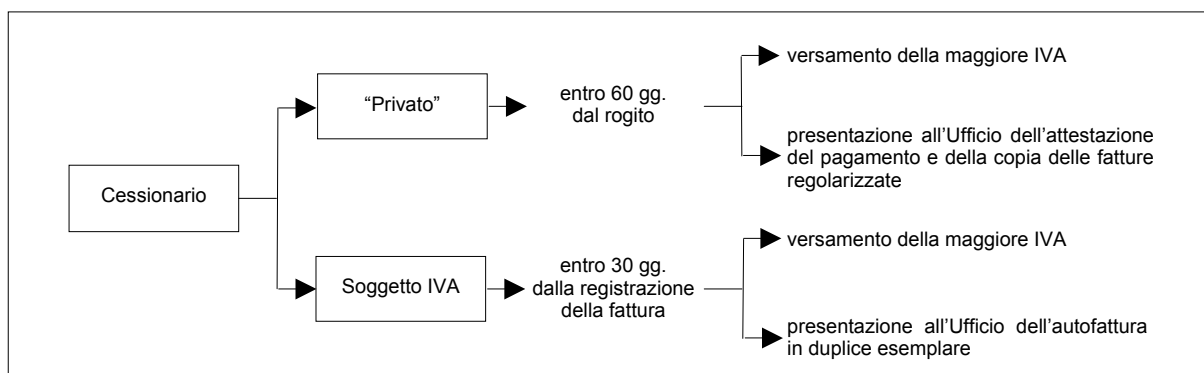 versamento della maggiore IVA
“Privato”
entro 60 gg.
dal rogito
presentazione all’Ufficio dell’attestazione
del pagamento e della copia delle fatture
regolarizzate
Cessionario
versamento della maggiore IVA
Soggetto IVA
entro 30 gg.
dalla registrazione
della fattura
presentazione all’Ufficio dell’autofattura
in duplice esemplare